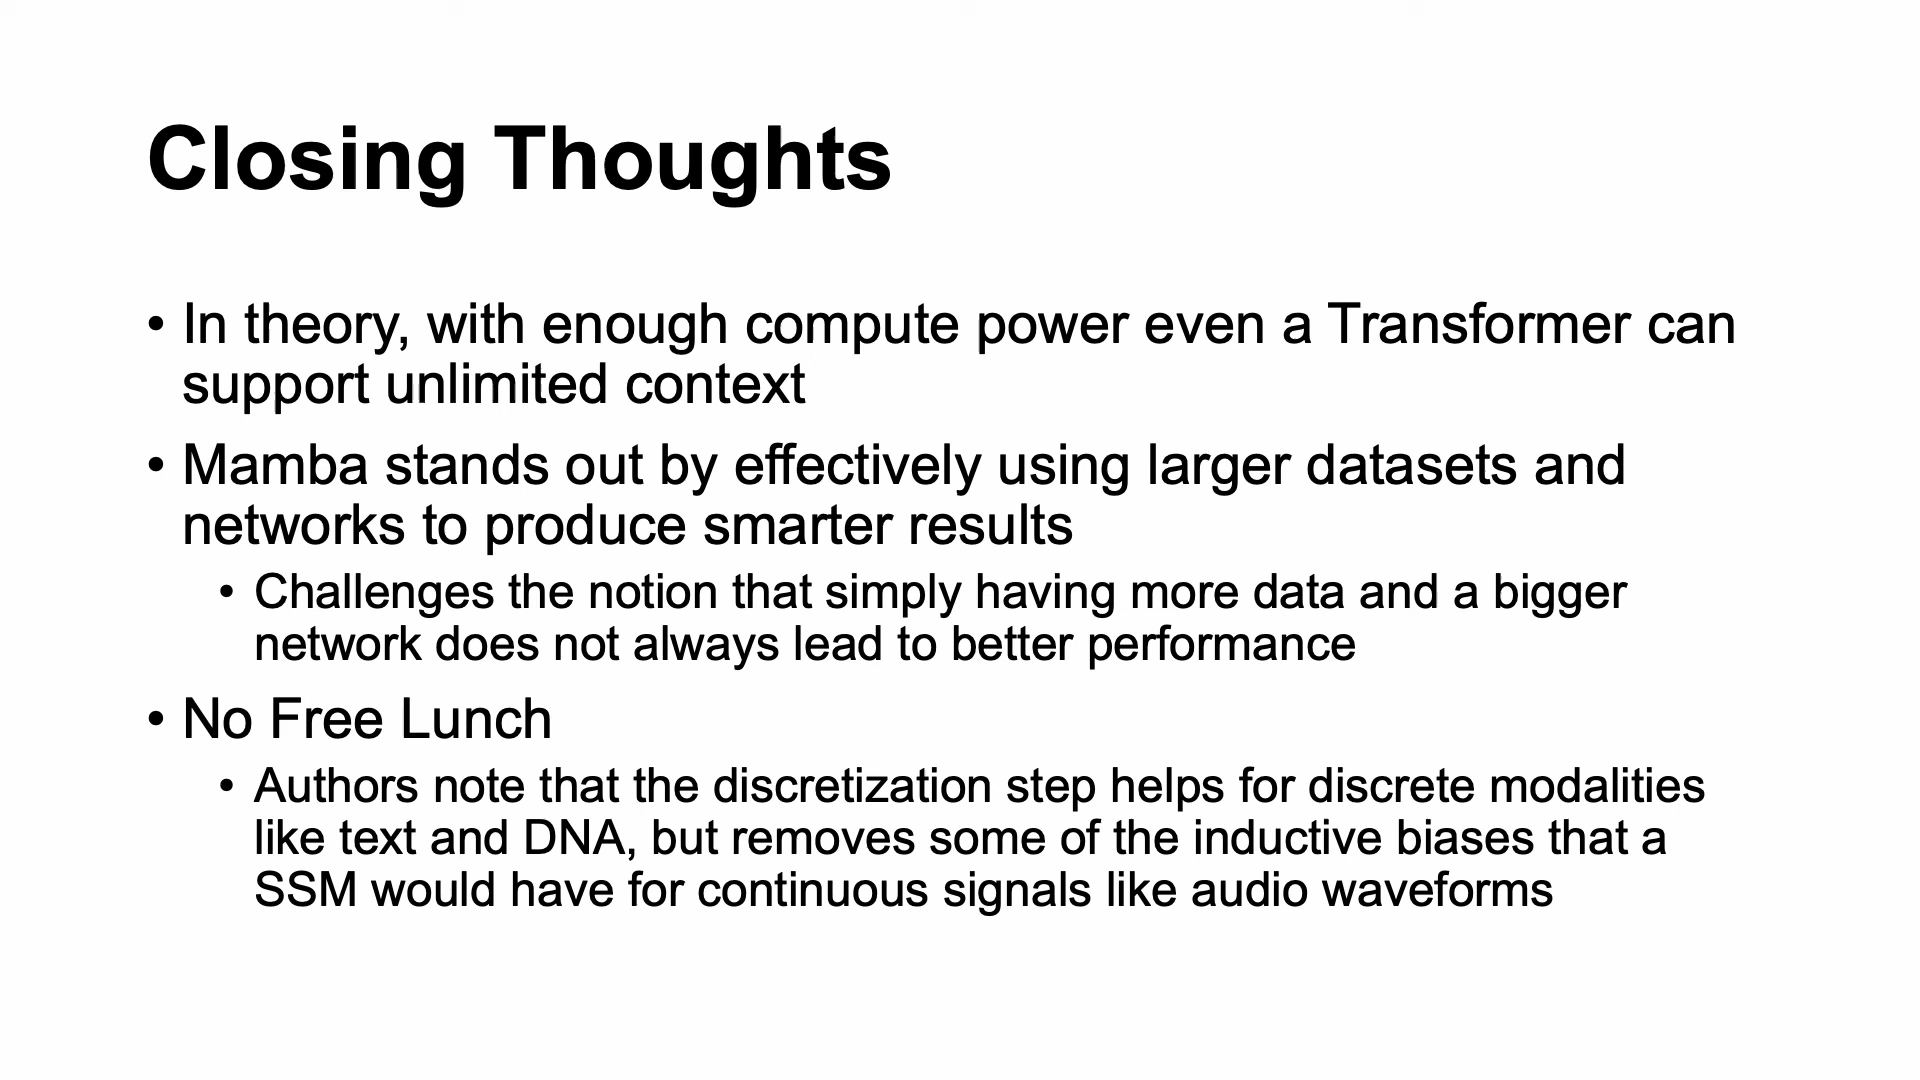 Closing Thoughts
• In theory, with enough compute power even a Transformer can
support unlimited context
• Mamba stands out by effectively using larger datasets and
networks to produce smarter results
• Challenges the notion that simply having more data and a bigger
network does not always lead to better performance
• No Free Lunch
• Authors note that the discretization step helps for discrete modalities
like text and DNA, but removes some of the inductive biases that a
SSM would have for continuous signals like audio waveforms